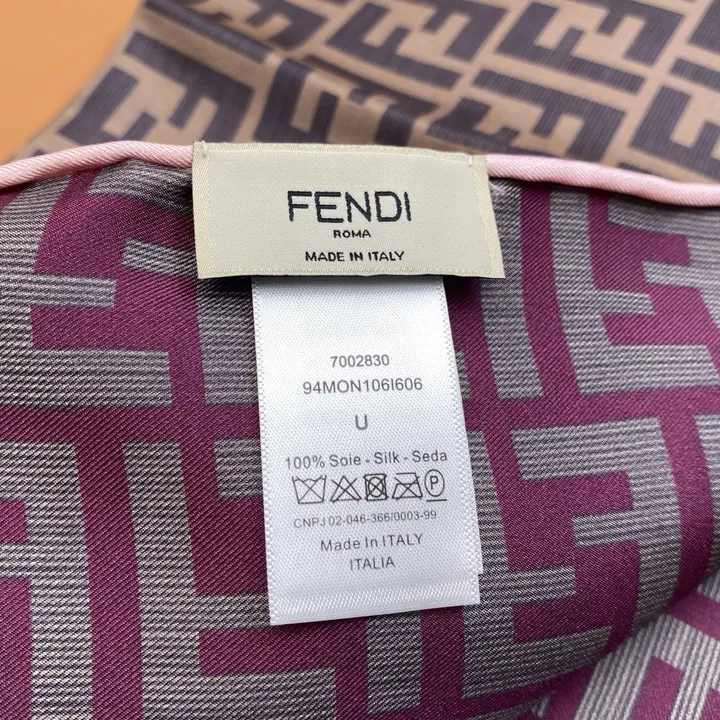 FENDI
ROMA
MADE IN ITALY
7002830
94MON106I606
U
100% Soie - Silk - Seda
P
CNPJ 02-046-366/0003-99
Made In ITALY
ITALIA